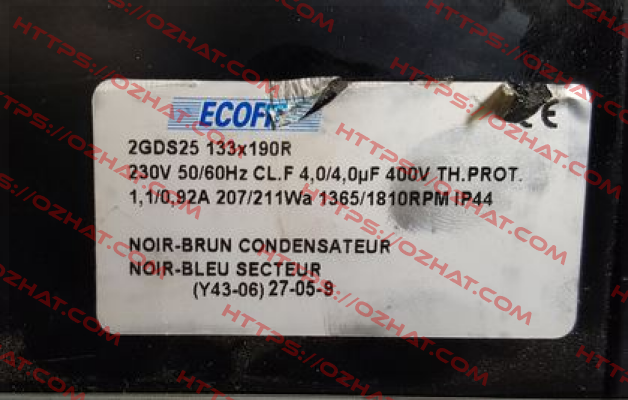 ECOFIT
CE
2GDS25 133x190R
230V 50/60Hz CL.F 4,0/4,0µF 400V TH.PROT.
1,1/0,92A 207/211Wa 1365/1810RPM IP44
NOIR-BRUN CONDENSATEUR
NOIR-BLEU SECTEUR
(Y43-06) 27-05-9
HTTPS://OZHAT.COM